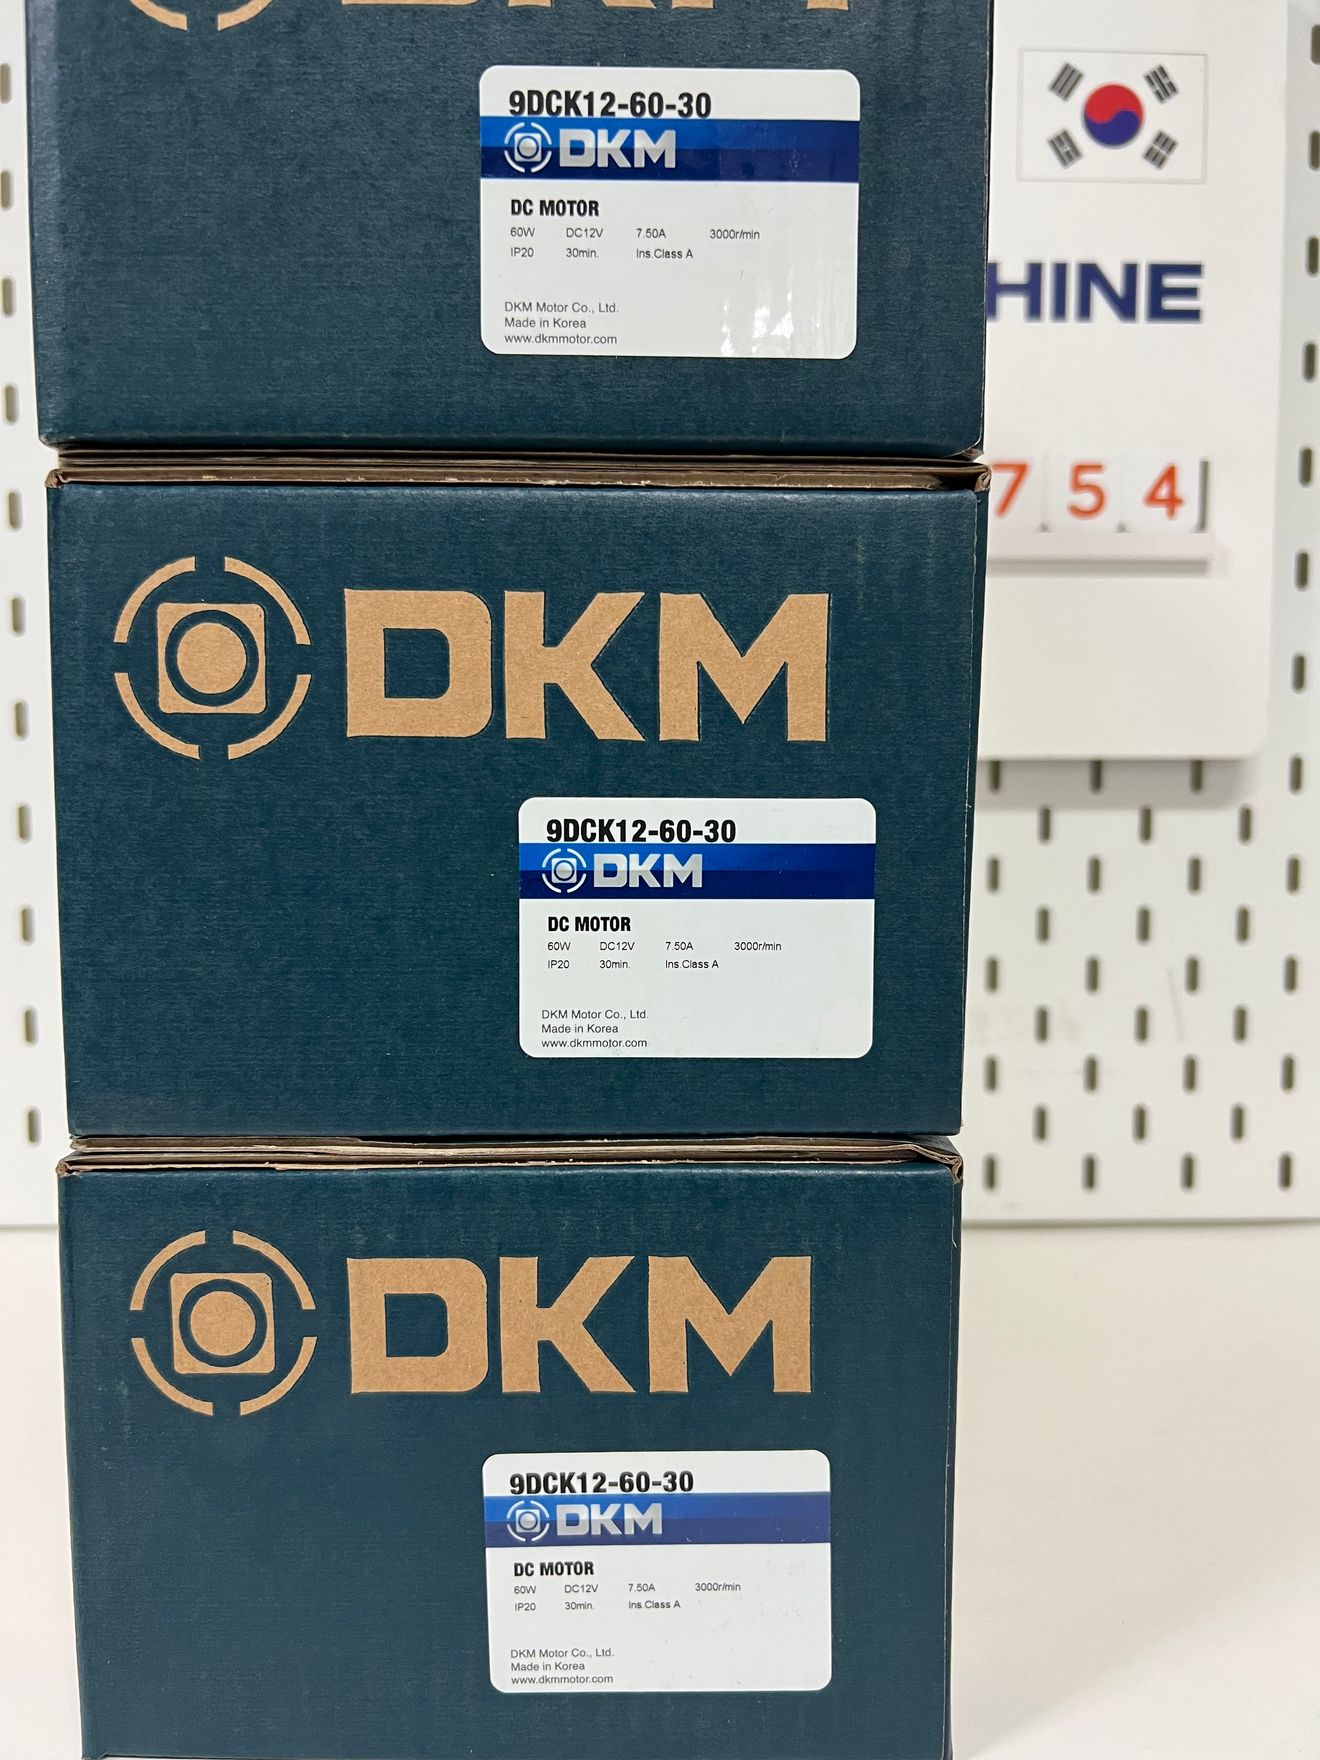 DKM
9DCK12-60-30
DKM
DC MOTOR
60W DC12V 7.50A 3000r/min
IP20 30min. Ins.Class A
DKM Motor Co., Ltd.
Made in Korea
www.dkmmotor.com
HINE
754
DKM
9DCK12-60-30
DKM
DC MOTOR
60W DC12V 7.50A 3000r/min
IP20 30min. Ins.Class A
DKM Motor Co., Ltd.
Made in Korea
www.dkmmotor.com
DKM
9DCK12-60-30
DKM
DC MOTOR
60W DC12V 7.50A 3000r/min
IP20 30min. Ins.Class A
DKM Motor Co., Ltd.
Made in Korea
www.dkmmotor.com